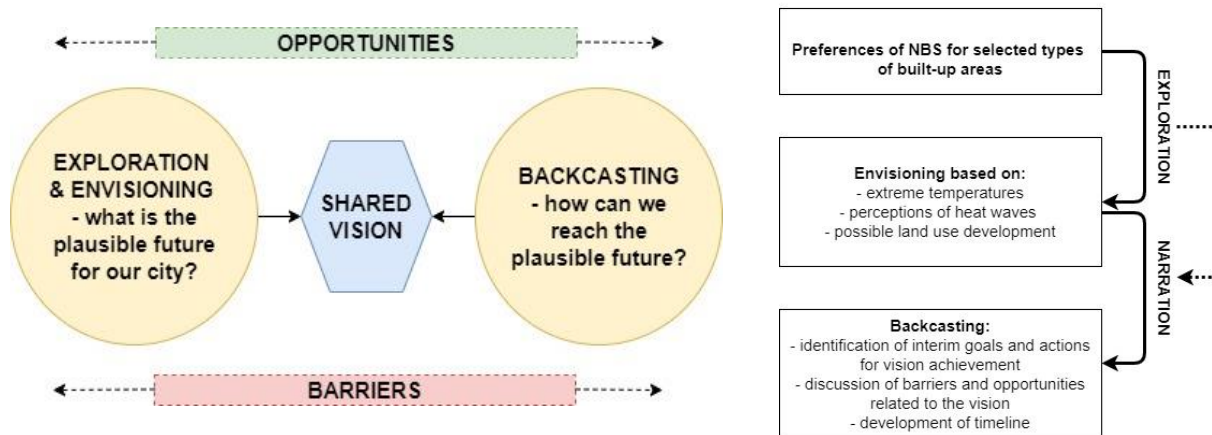 OPPORTUNITIES
EXPLORATION
& ENVISIONING
- what is the
plausible future
for our city?
SHARED
VISION
BACKCASTING
- how can we
reach the
plausible future?
BARRIERS
Preferences of NBS for selected types
of built-up areas
EXPLORATION
Envisioning based on:
- extreme temperatures
- perceptions of heat waves
- possible land use development
NARRATION
Backcasting:
- identification of interim goals and actions
for vision achievement
- discussion of barriers and opportunities
related to the vision
- development of timeline